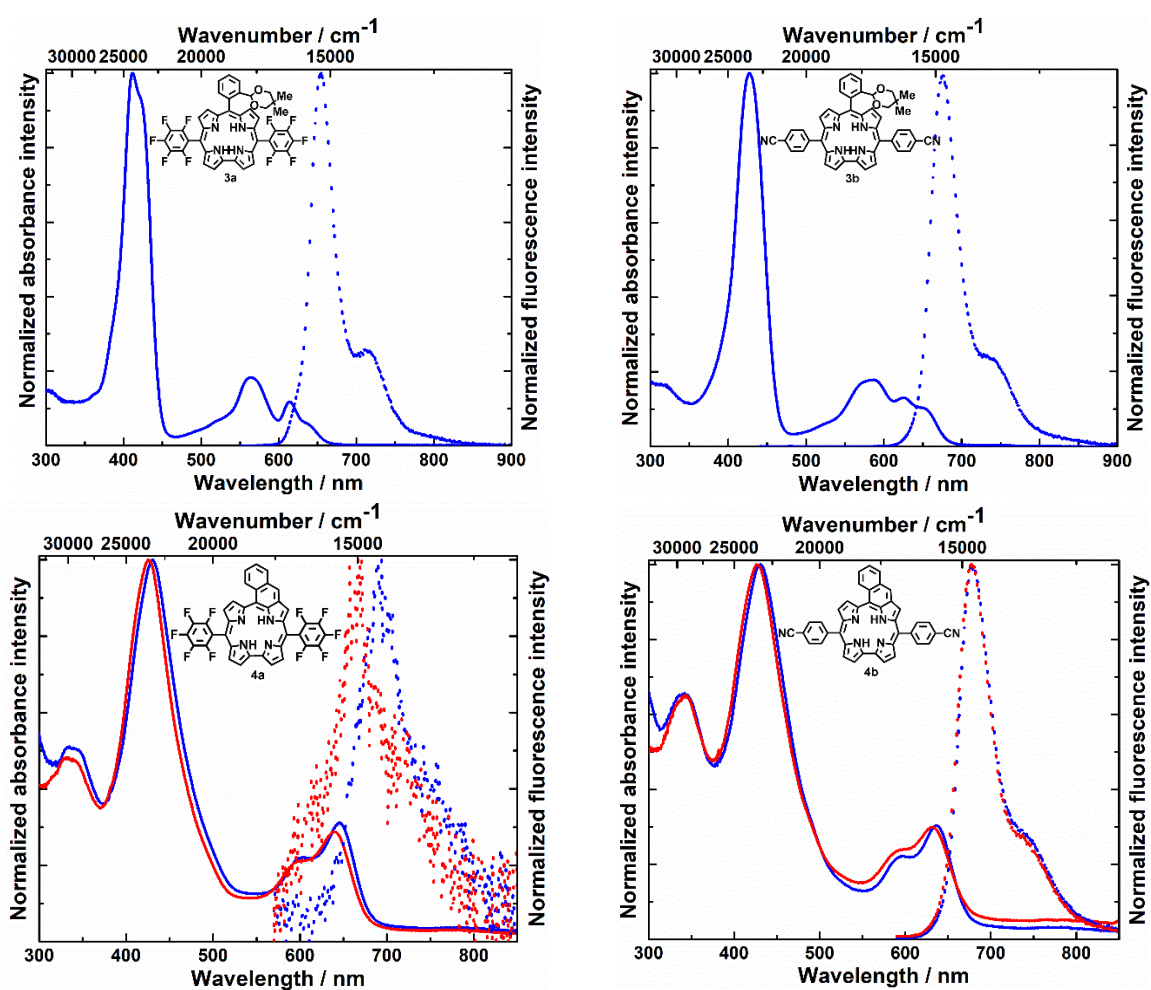 Wavenumber / cm-1
30000 25000 20000 15000
Normalized absorbance intensity
O Me
O Me
F F N HN F F
F F
F F NHHN F F
3a
Normalized fluorescence intensity
300 400 500 600 700 800 900
Wavelength / nm
Wavenumber / cm-1
30000 25000 20000 15000
Normalized absorbance intensity
O Me
O Me
N HN
NC CN
NHHN
3b
Normalized fluorescence intensity
300 400 500 600 700 800 900
Wavelength / nm
Wavenumber / cm-1
30000 25000 20000 15000
Normalized absorbance intensity
F F N HN F F
F F
F F NH N F F
4a
Normalized fluorescence intensity
300 400 500 600 700 800
Wavelength / nm
Wavenumber / cm-1
30000 25000 20000 15000
Normalized absorbance intensity
N HN
NC CN
NH N
4b
Normalized fluorescence intensity
300 400 500 600 700 800
Wavelength / nm